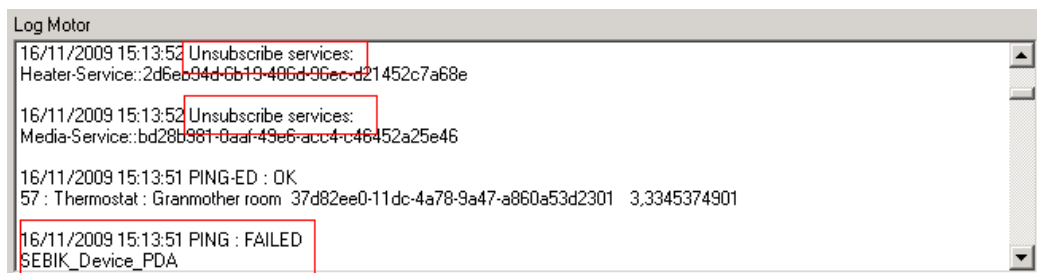 Log Motor
16/11/2009 15:13:52 Unsubscribe services:
Heater-Service::2d6eb94d-6b19-406d-96ec-d21452c7a68e
16/11/2009 15:13:52 Unsubscribe services:
Media-Service::bd28b981-0aaf-49e6-acc4-c46452a25e46
16/11/2009 15:13:51 PING-ED : OK
57 : Thermostat : Granmother room 37d82ee0-11dc-4a78-9a47-a860a53d2301 3,3345374901
16/11/2009 15:13:51 PING : FAILED
SEBIK_Device_PDA